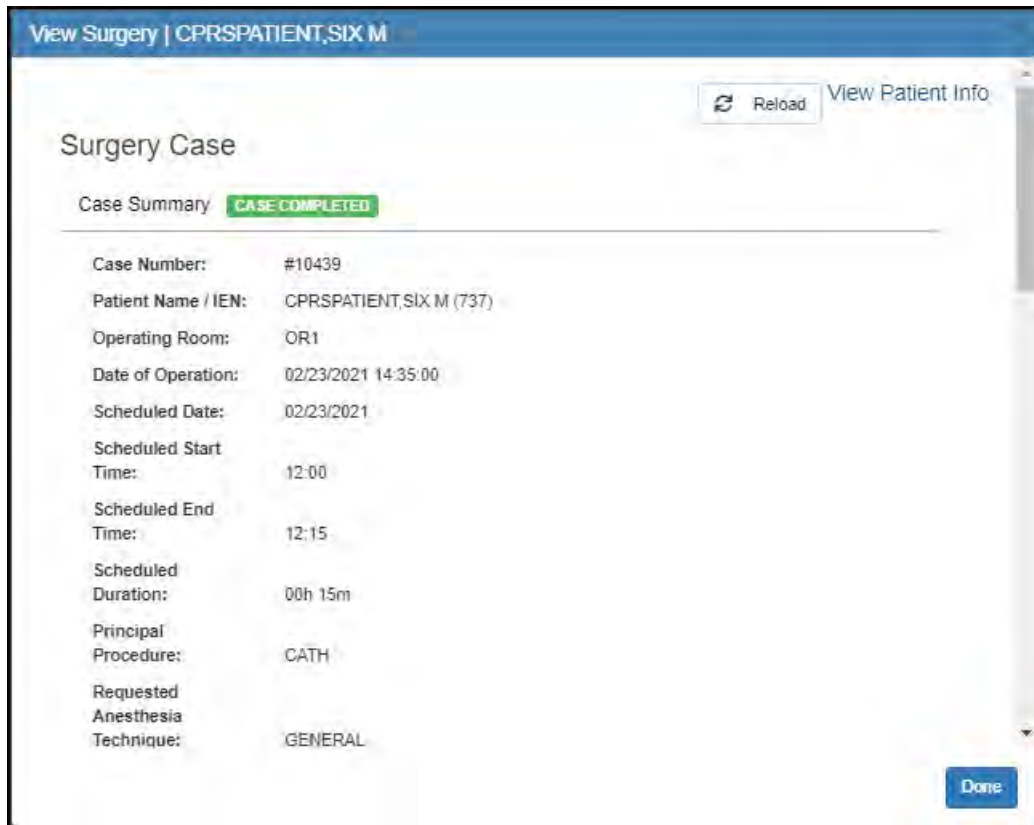 View Surgery | CPRSPATIENT,SIX M
Reload
View Patient Info
Surgery Case
Case Summary CASE COMPLETED
Case Number: #10439
Patient Name / IEN: CPRSPATIENT,SIX M (737)
Operating Room: OR1
Date of Operation: 02/23/2021 14:35:00
Scheduled Date: 02/23/2021
Scheduled Start
Time: 12:00
Scheduled End
Time: 12:15
Scheduled
Duration: 00h 15m
Principal
Procedure: CATH
Requested
Anesthesia
Technique: GENERAL
Done